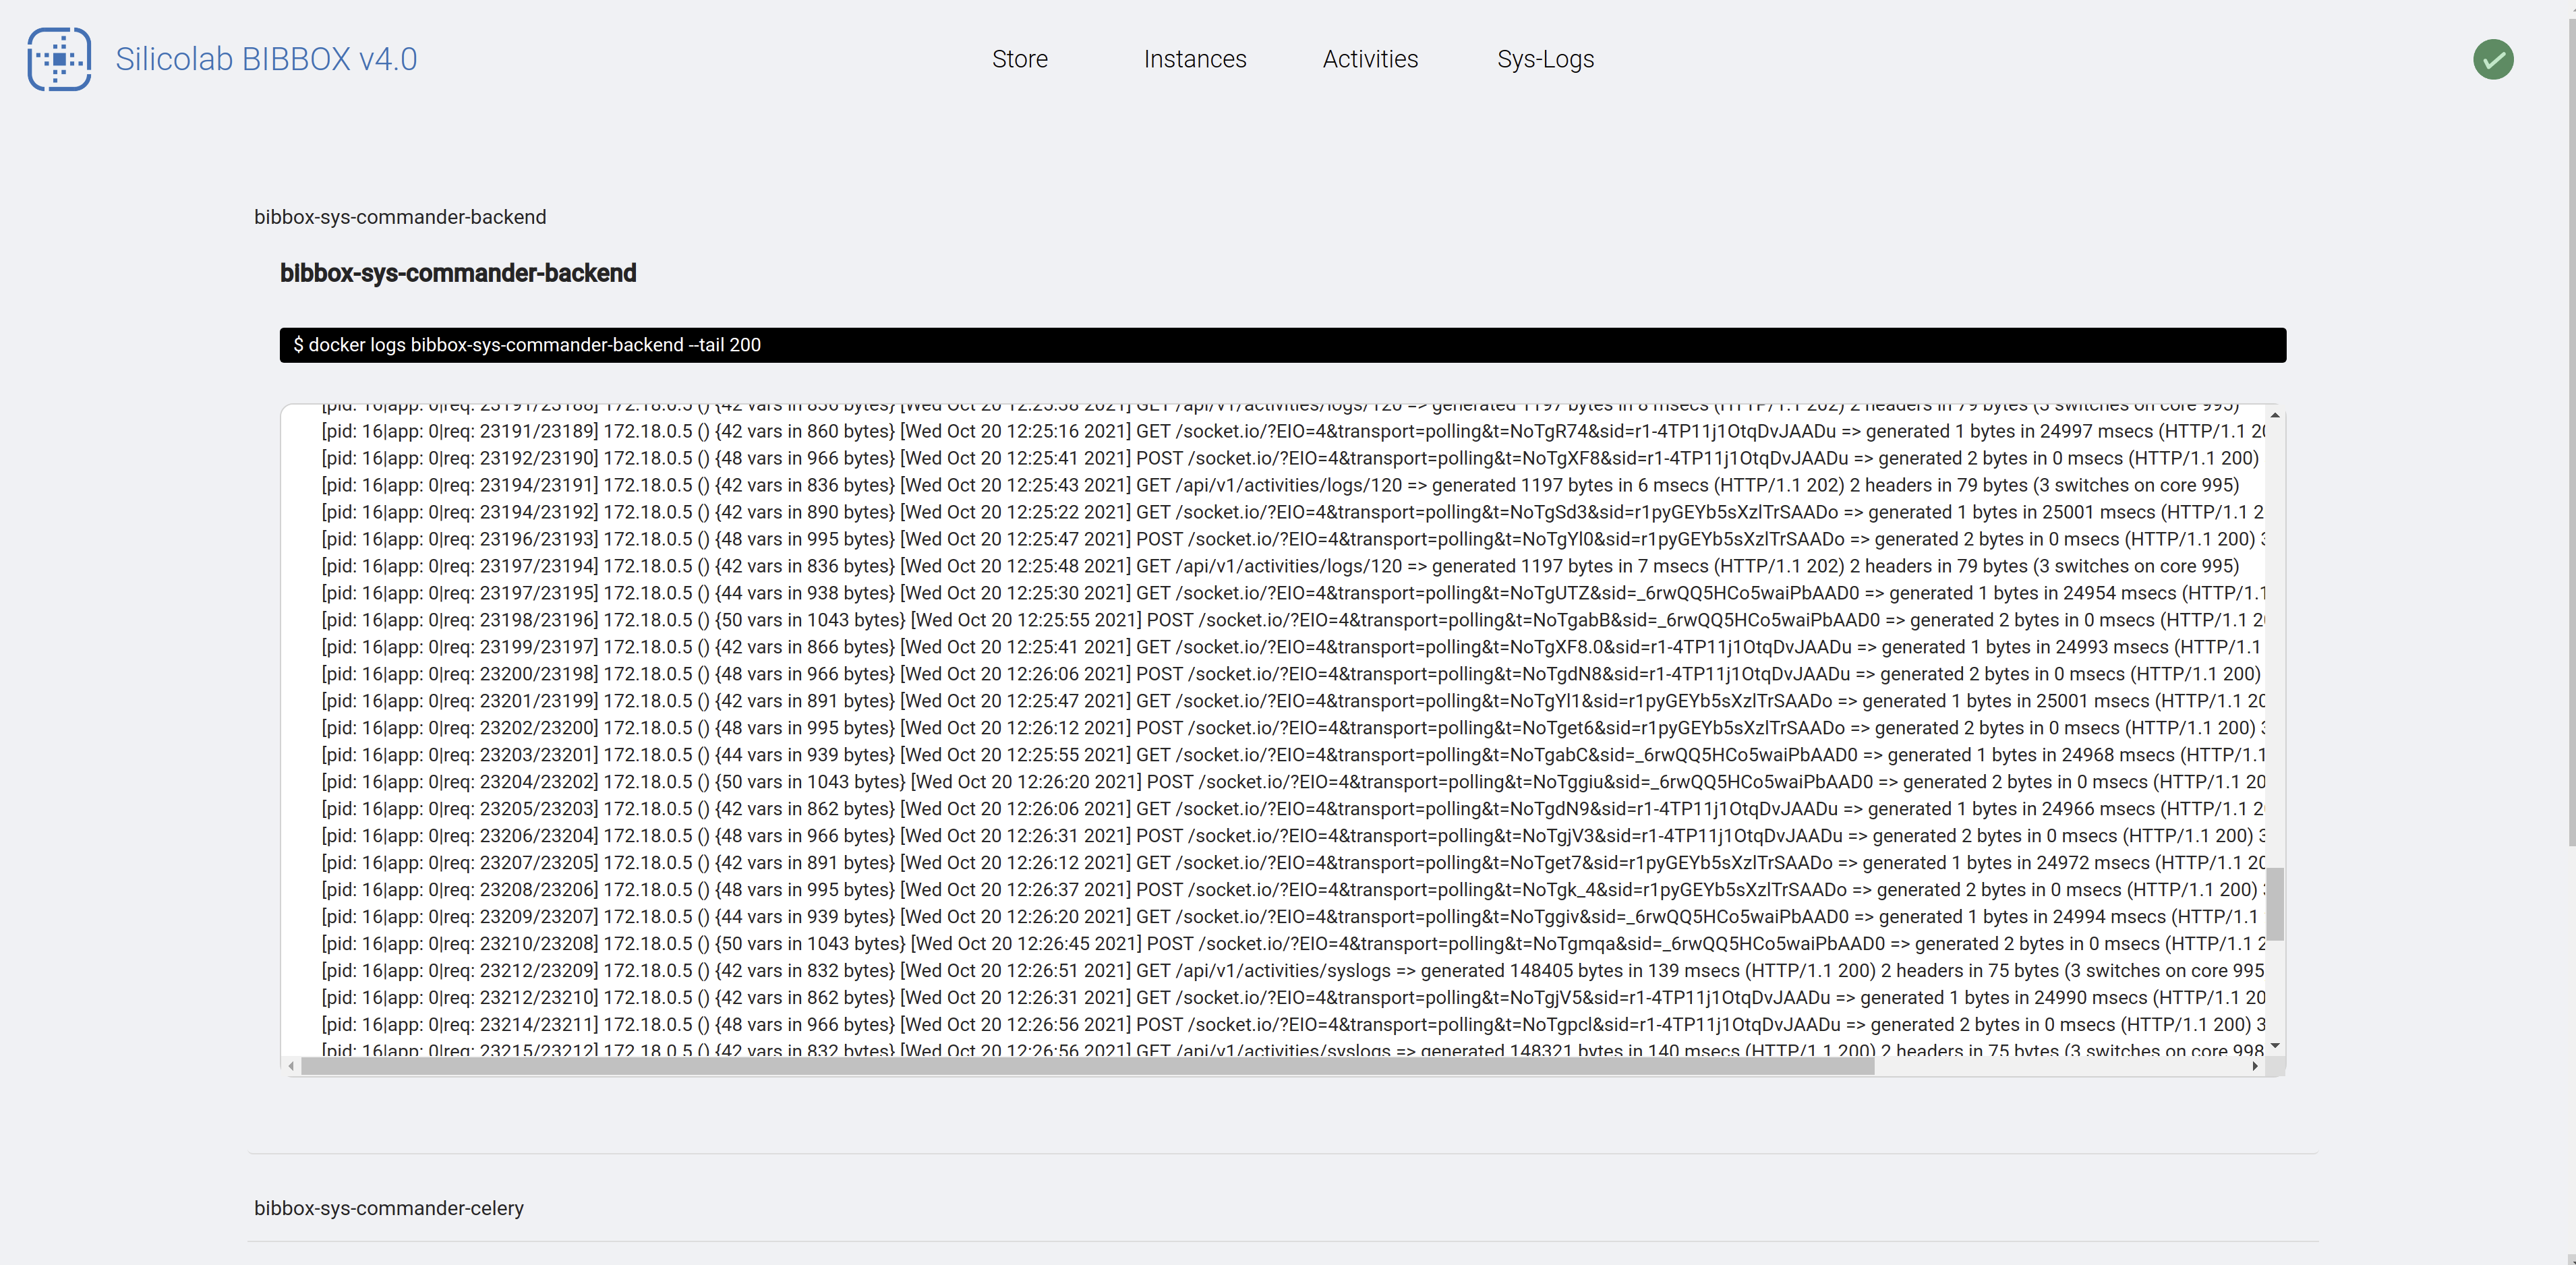 Silicolab BIBBOX v4.0
Store Instances Activities Sys-Logs
bibbox-sys-commander-backend
bibbox-sys-commander-backend
$ docker logs bibbox-sys-commander-backend --tail 200
[pid: 16|app: 0|req: 23191/23188] 172.18.0.5 () {42 vars in 836 bytes} [Wed Oct 20 12:25:38 2021] GET /api/v1/activities/logs/120 => generated 1197 bytes in 8 msecs (HTTP/1.1 202) 2 headers in 79 bytes (3 switches on core 995)
[pid: 16|app: 0|req: 23191/23189] 172.18.0.5 () {42 vars in 860 bytes} [Wed Oct 20 12:25:16 2021] GET /socket.io/?EIO=4&transport=polling&t=NoTgR74&sid=r1-4TP11j1OtqDvJAADu => generated 1 bytes in 24997 msecs (HTTP/1.1 20
[pid: 16|app: 0|req: 23192/23190] 172.18.0.5 () {48 vars in 966 bytes} [Wed Oct 20 12:25:41 2021] POST /socket.io/?EIO=4&transport=polling&t=NoTgXF8&sid=r1-4TP11j1OtqDvJAADu => generated 2 bytes in 0 msecs (HTTP/1.1 200)
[pid: 16|app: 0|req: 23194/23191] 172.18.0.5 () {42 vars in 836 bytes} [Wed Oct 20 12:25:43 2021] GET /api/v1/activities/logs/120 => generated 1197 bytes in 6 msecs (HTTP/1.1 202) 2 headers in 79 bytes (3 switches on core 995)
[pid: 16|app: 0|req: 23194/23192] 172.18.0.5 () {42 vars in 890 bytes} [Wed Oct 20 12:25:22 2021] GET /socket.io/?EIO=4&transport=polling&t=NoTgSd3&sid=r1pyGEYb5sXzlTrSAADo => generated 1 bytes in 25001 msecs (HTTP/1.1 2
[pid: 16|app: 0|req: 23196/23193] 172.18.0.5 () {48 vars in 995 bytes} [Wed Oct 20 12:25:47 2021] POST /socket.io/?EIO=4&transport=polling&t=NoTgYl0&sid=r1pyGEYb5sXzlTrSAADo => generated 2 bytes in 0 msecs (HTTP/1.1 200) 3
[pid: 16|app: 0|req: 23197/23194] 172.18.0.5 () {42 vars in 836 bytes} [Wed Oct 20 12:25:48 2021] GET /api/v1/activities/logs/120 => generated 1197 bytes in 7 msecs (HTTP/1.1 202) 2 headers in 79 bytes (3 switches on core 995)
[pid: 16|app: 0|req: 23197/23195] 172.18.0.5 () {44 vars in 938 bytes} [Wed Oct 20 12:25:30 2021] GET /socket.io/?EIO=4&transport=polling&t=NoTgUTZ&sid=_6rwQQ5HCo5waiPbAAD0 => generated 1 bytes in 24954 msecs (HTTP/1.1
[pid: 16|app: 0|req: 23198/23196] 172.18.0.5 () {50 vars in 1043 bytes} [Wed Oct 20 12:25:55 2021] POST /socket.io/?EIO=4&transport=polling&t=NoTgabB&sid=_6rwQQ5HCo5waiPbAAD0 => generated 2 bytes in 0 msecs (HTTP/1.1 20
[pid: 16|app: 0|req: 23199/23197] 172.18.0.5 () {42 vars in 866 bytes} [Wed Oct 20 12:25:41 2021] GET /socket.io/?EIO=4&transport=polling&t=NoTgXF8.0&sid=r1-4TP11j1OtqDvJAADu => generated 1 bytes in 24993 msecs (HTTP/1.1
[pid: 16|app: 0|req: 23200/23198] 172.18.0.5 () {48 vars in 966 bytes} [Wed Oct 20 12:26:06 2021] POST /socket.io/?EIO=4&transport=polling&t=NoTgdN8&sid=r1-4TP11j1OtqDvJAADu => generated 2 bytes in 0 msecs (HTTP/1.1 200)
[pid: 16|app: 0|req: 23201/23199] 172.18.0.5 () {42 vars in 891 bytes} [Wed Oct 20 12:25:47 2021] GET /socket.io/?EIO=4&transport=polling&t=NoTgYl1&sid=r1pyGEYb5sXzlTrSAADo => generated 1 bytes in 25001 msecs (HTTP/1.1 20
[pid: 16|app: 0|req: 23202/23200] 172.18.0.5 () {48 vars in 995 bytes} [Wed Oct 20 12:26:12 2021] POST /socket.io/?EIO=4&transport=polling&t=NoTget6&sid=r1pyGEYb5sXzlTrSAADo => generated 2 bytes in 0 msecs (HTTP/1.1 200) 3
[pid: 16|app: 0|req: 23203/23201] 172.18.0.5 () {44 vars in 939 bytes} [Wed Oct 20 12:25:55 2021] GET /socket.io/?EIO=4&transport=polling&t=NoTgabC&sid=_6rwQQ5HCo5waiPbAAD0 => generated 1 bytes in 24968 msecs (HTTP/1.1
[pid: 16|app: 0|req: 23204/23202] 172.18.0.5 () {50 vars in 1043 bytes} [Wed Oct 20 12:26:20 2021] POST /socket.io/?EIO=4&transport=polling&t=NoTggiu&sid=_6rwQQ5HCo5waiPbAAD0 => generated 2 bytes in 0 msecs (HTTP/1.1 20
[pid: 16|app: 0|req: 23205/23203] 172.18.0.5 () {42 vars in 862 bytes} [Wed Oct 20 12:26:06 2021] GET /socket.io/?EIO=4&transport=polling&t=NoTgdN9&sid=r1-4TP11j1OtqDvJAADu => generated 1 bytes in 24966 msecs (HTTP/1.1 20
[pid: 16|app: 0|req: 23206/23204] 172.18.0.5 () {48 vars in 966 bytes} [Wed Oct 20 12:26:31 2021] POST /socket.io/?EIO=4&transport=polling&t=NoTgjV3&sid=r1-4TP11j1OtqDvJAADu => generated 2 bytes in 0 msecs (HTTP/1.1 200) 3
[pid: 16|app: 0|req: 23207/23205] 172.18.0.5 () {42 vars in 891 bytes} [Wed Oct 20 12:26:12 2021] GET /socket.io/?EIO=4&transport=polling&t=NoTget7&sid=r1pyGEYb5sXzlTrSAADo => generated 1 bytes in 24972 msecs (HTTP/1.1 20
[pid: 16|app: 0|req: 23208/23206] 172.18.0.5 () {48 vars in 995 bytes} [Wed Oct 20 12:26:37 2021] POST /socket.io/?EIO=4&transport=polling&t=NoTgk_4&sid=r1pyGEYb5sXzlTrSAADo => generated 2 bytes in 0 msecs (HTTP/1.1 200) 3
[pid: 16|app: 0|req: 23209/23207] 172.18.0.5 () {44 vars in 939 bytes} [Wed Oct 20 12:26:20 2021] GET /socket.io/?EIO=4&transport=polling&t=NoTggiv&sid=_6rwQQ5HCo5waiPbAAD0 => generated 1 bytes in 24994 msecs (HTTP/1.1
[pid: 16|app: 0|req: 23210/23208] 172.18.0.5 () {50 vars in 1043 bytes} [Wed Oct 20 12:26:45 2021] POST /socket.io/?EIO=4&transport=polling&t=NoTgmqa&sid=_6rwQQ5HCo5waiPbAAD0 => generated 2 bytes in 0 msecs (HTTP/1.1 2
[pid: 16|app: 0|req: 23212/23209] 172.18.0.5 () {42 vars in 832 bytes} [Wed Oct 20 12:26:51 2021] GET /api/v1/activities/syslogs => generated 148405 bytes in 139 msecs (HTTP/1.1 200) 2 headers in 75 bytes (3 switches on core 995
[pid: 16|app: 0|req: 23212/23210] 172.18.0.5 () {42 vars in 862 bytes} [Wed Oct 20 12:26:31 2021] GET /socket.io/?EIO=4&transport=polling&t=NoTgjV5&sid=r1-4TP11j1OtqDvJAADu => generated 1 bytes in 24990 msecs (HTTP/1.1 20
[pid: 16|app: 0|req: 23214/23211] 172.18.0.5 () {48 vars in 966 bytes} [Wed Oct 20 12:26:56 2021] POST /socket.io/?EIO=4&transport=polling&t=NoTgpcl&sid=r1-4TP11j1OtqDvJAADu => generated 2 bytes in 0 msecs (HTTP/1.1 200) 3
[pid: 16|app: 0|req: 23215/23212] 172.18.0.5 () {42 vars in 832 bytes} [Wed Oct 20 12:26:56 2021] GET /api/v1/activities/syslogs => generated 148321 bytes in 140 msecs (HTTP/1.1 200) 2 headers in 75 bytes (3 switches on core 998
bibbox-sys-commander-celery